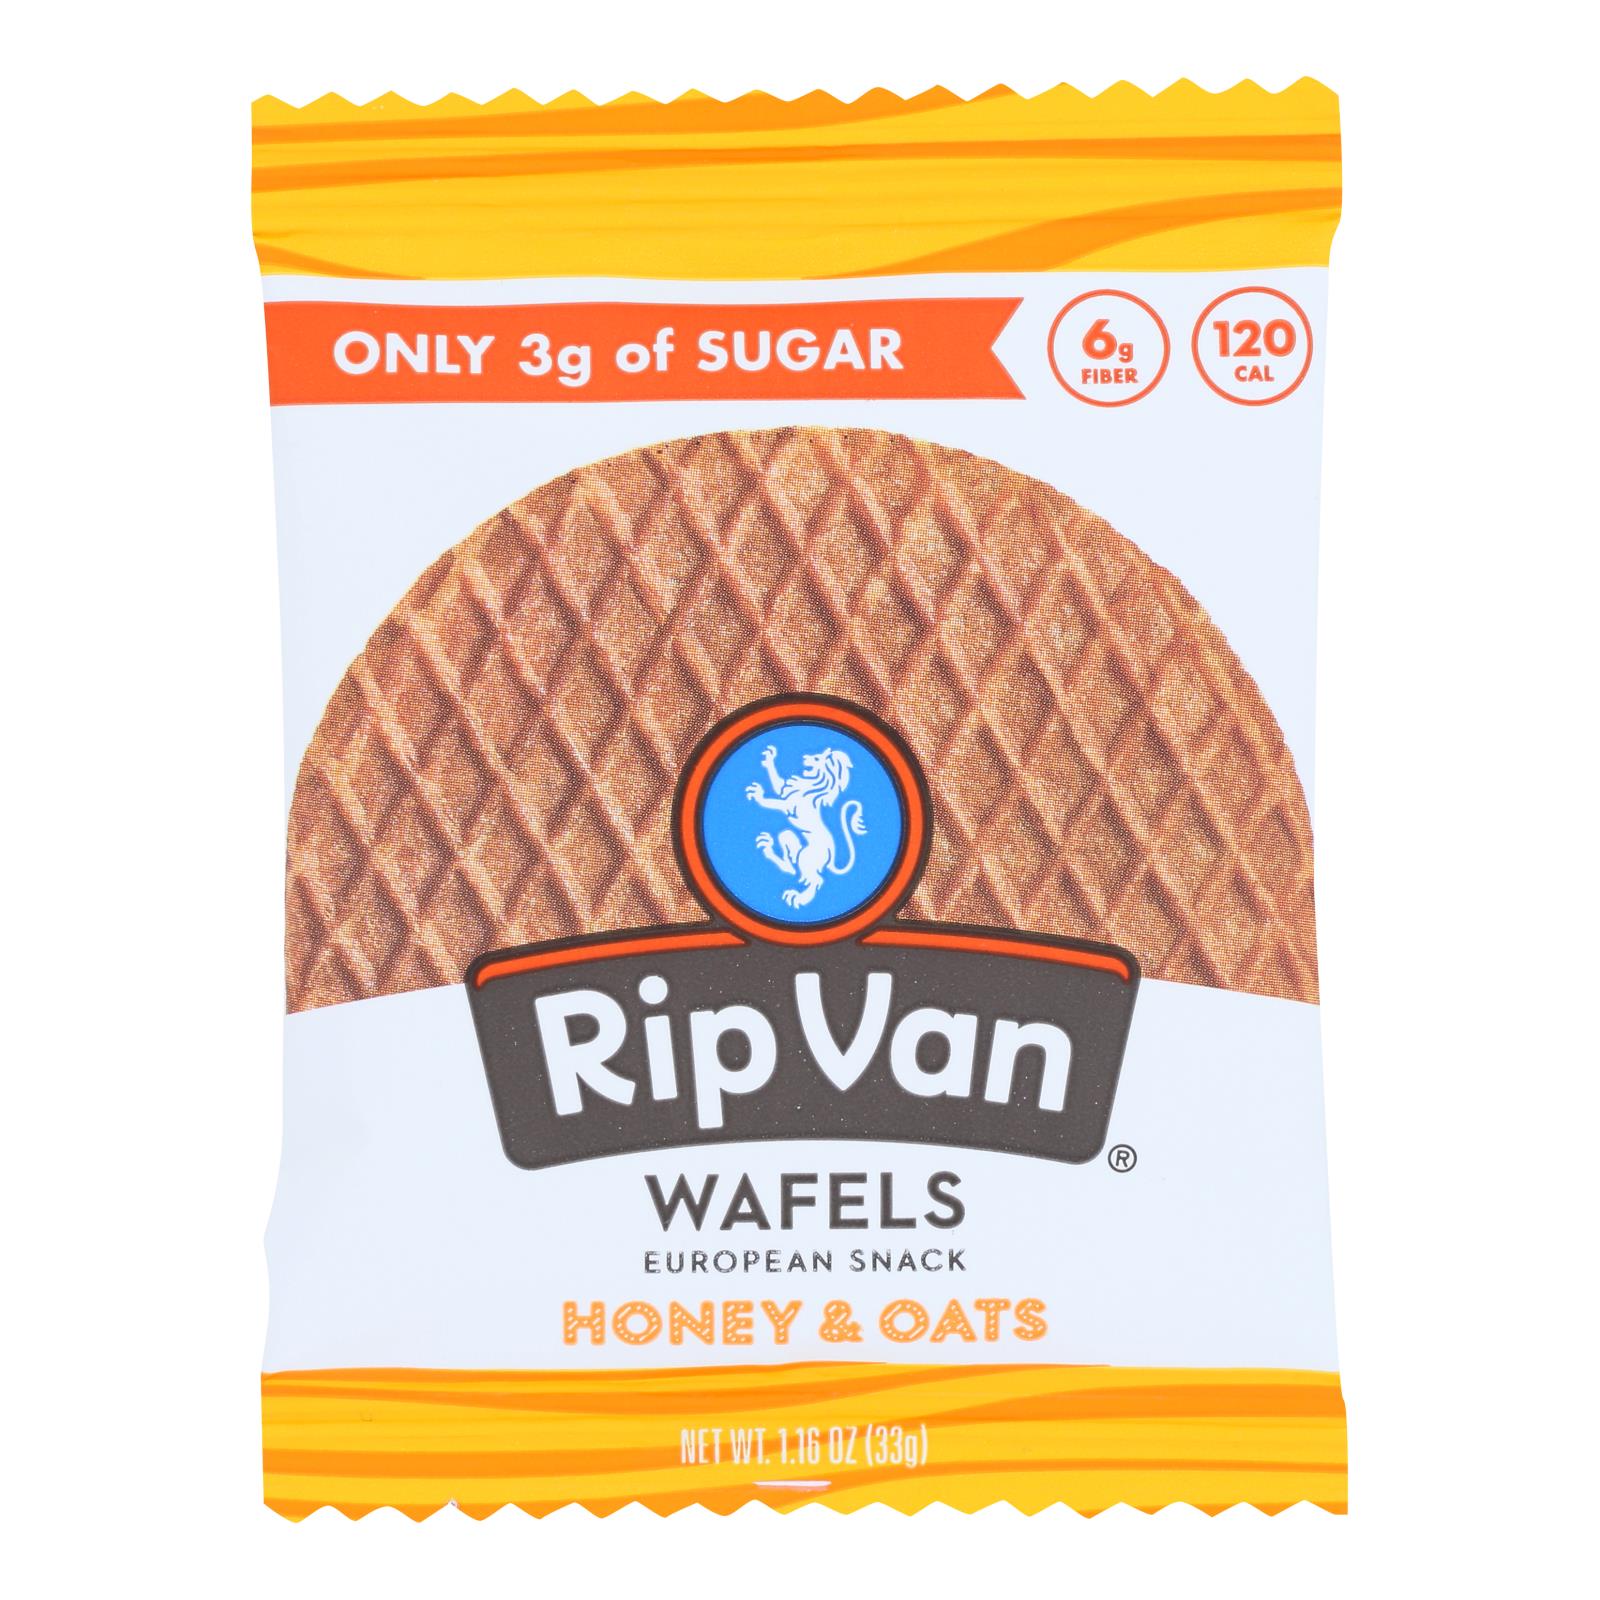 ONLY 3g of SUGAR
6g
FIBER
120
CAL
Rip Van
®
WAFELS
EUROPEAN SNACK
HONEY & OATS
NET WT. 1.16 OZ (33g)